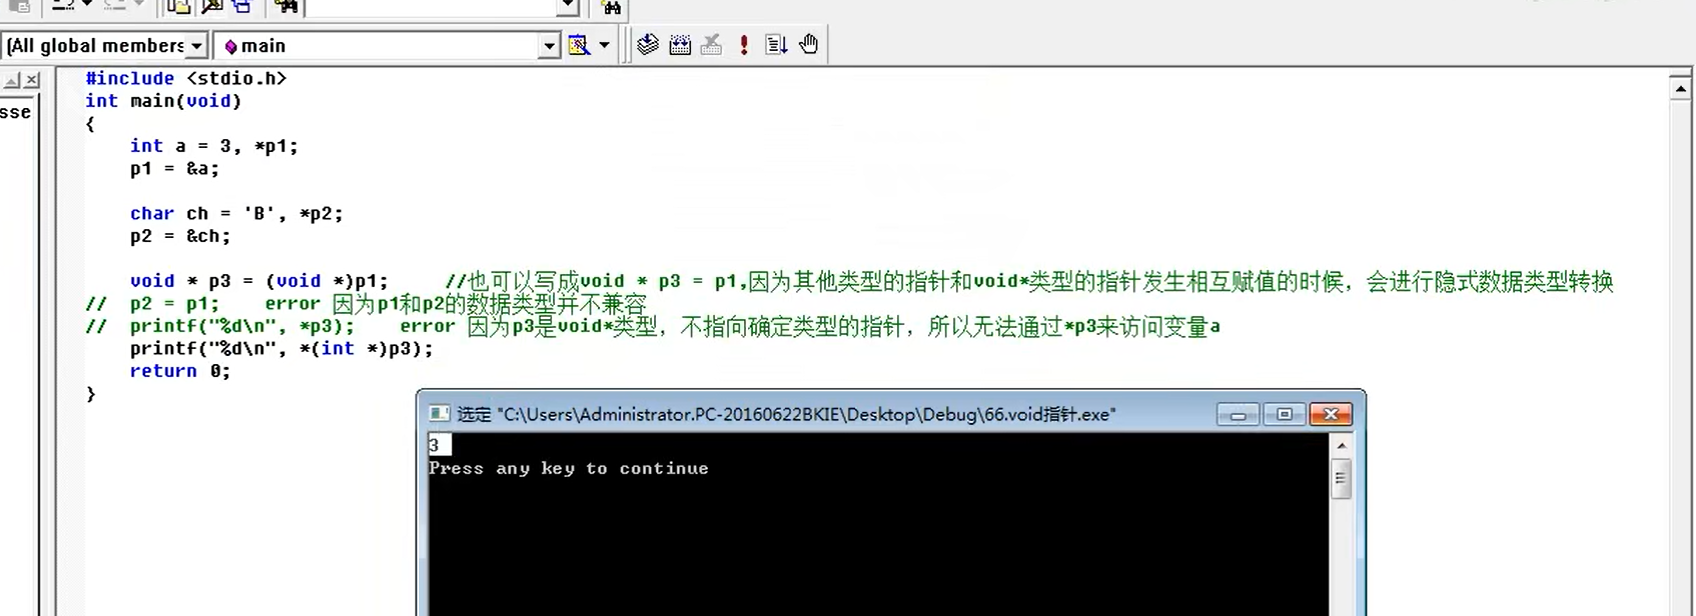 (All global members
main
sse
#include <stdio.h>
int main(void)
{
int a = 3, *p1;
p1 = &a;
char ch = 'B', *p2;
p2 = &ch;
void * p3 = (void *)p1; //也可以写成void * p3 = p1,因为其他类型的指针和void*类型的指针发生相互赋值的时候，会进行隐式数据类型转换
// p2 = p1; error 因为p1和p2的数据类型并不兼容
// printf("%d\n", *p3); error 因为p3是void*类型，不指向确定类型的指针，所以无法通过*p3来访问变量a
printf("%d\n", *(int *)p3);
return 0;
}
选定 "C:\Users\Administrator.PC-20160622BKIE\Desktop\Debug\66.void指针.exe"
3
Press any key to continue